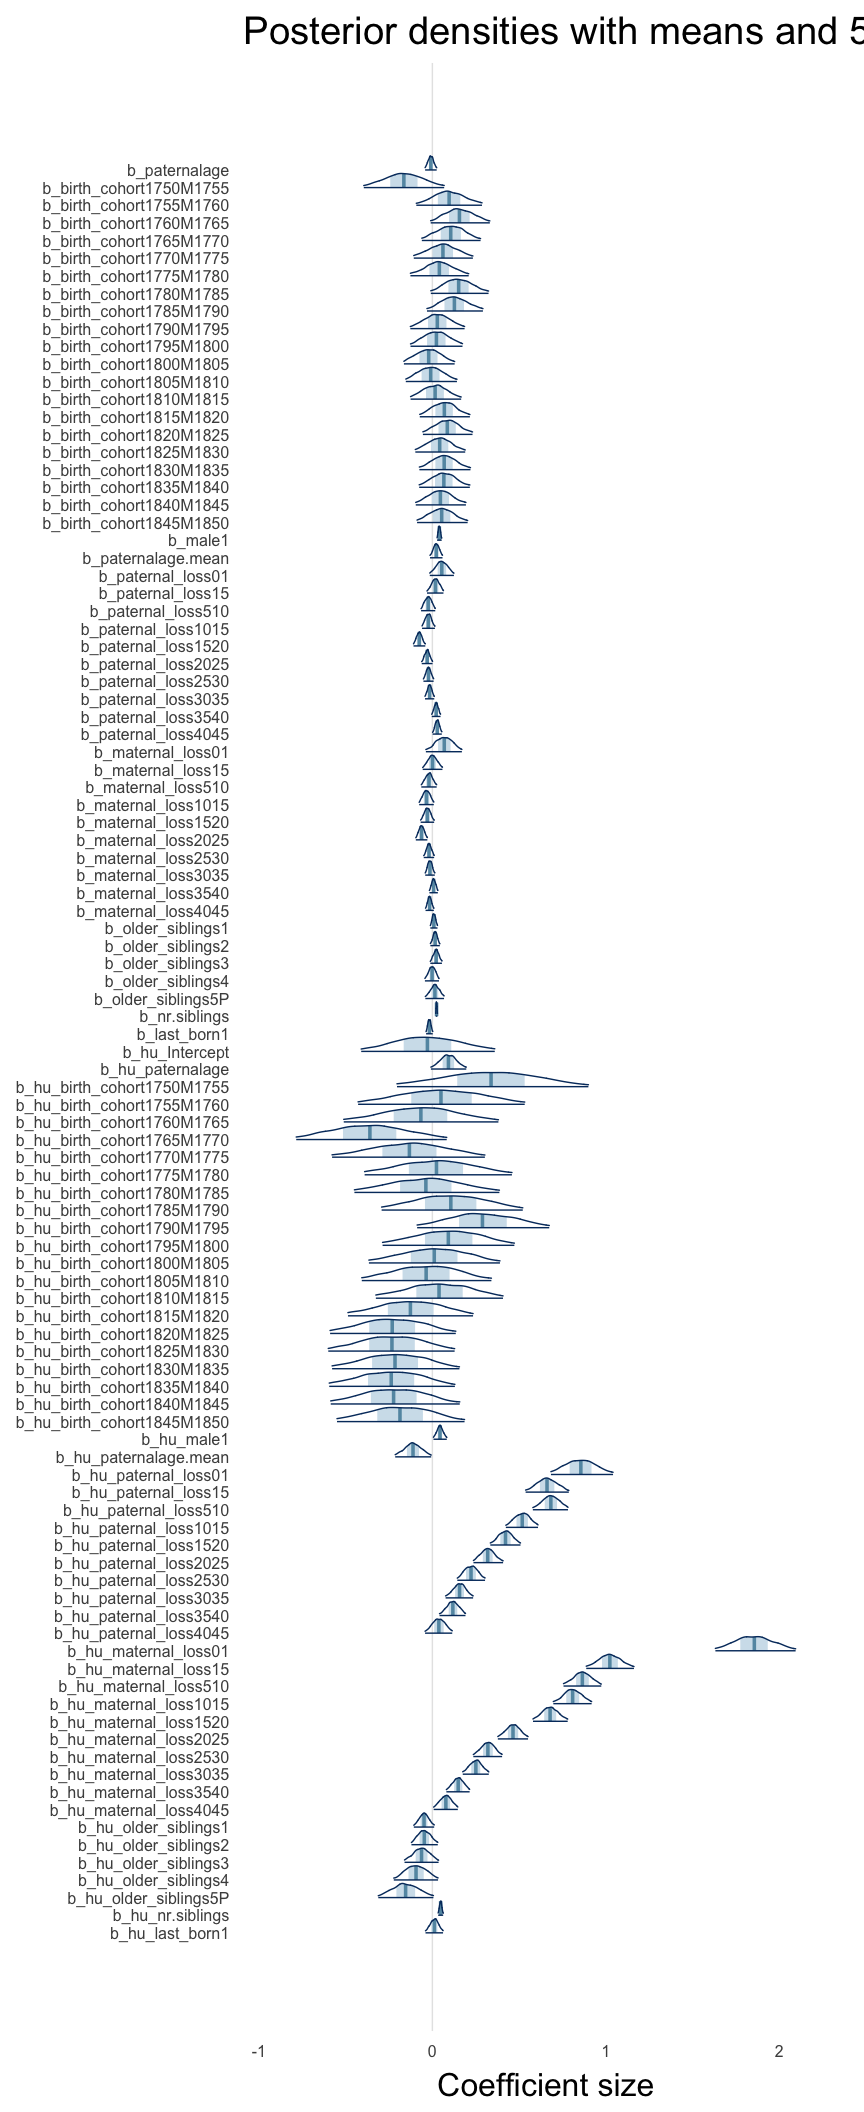 Posterior densities with means and 5
b_paternalage
b_birth_cohort1750M1755
b_birth_cohort1755M1760
b_birth_cohort1760M1765
b_birth_cohort1765M1770
b_birth_cohort1770M1775
b_birth_cohort1775M1780
b_birth_cohort1780M1785
b_birth_cohort1785M1790
b_birth_cohort1790M1795
b_birth_cohort1795M1800
b_birth_cohort1800M1805
b_birth_cohort1805M1810
b_birth_cohort1810M1815
b_birth_cohort1815M1820
b_birth_cohort1820M1825
b_birth_cohort1825M1830
b_birth_cohort1830M1835
b_birth_cohort1835M1840
b_birth_cohort1840M1845
b_birth_cohort1845M1850
b_male1
b_paternalage.mean
b_paternal_loss01
b_paternal_loss15
b_paternal_loss510
b_paternal_loss1015
b_paternal_loss1520
b_paternal_loss2025
b_paternal_loss2530
b_paternal_loss3035
b_paternal_loss3540
b_paternal_loss4045
b_maternal_loss01
b_maternal_loss15
b_maternal_loss510
b_maternal_loss1015
b_maternal_loss1520
b_maternal_loss2025
b_maternal_loss2530
b_maternal_loss3035
b_maternal_loss3540
b_maternal_loss4045
b_older_siblings1
b_older_siblings2
b_older_siblings3
b_older_siblings4
b_older_siblings5P
b_nr.siblings
b_last_born1
b_hu_Intercept
b_hu_paternalage
b_hu_birth_cohort1750M1755
b_hu_birth_cohort1755M1760
b_hu_birth_cohort1760M1765
b_hu_birth_cohort1765M1770
b_hu_birth_cohort1770M1775
b_hu_birth_cohort1775M1780
b_hu_birth_cohort1780M1785
b_hu_birth_cohort1785M1790
b_hu_birth_cohort1790M1795
b_hu_birth_cohort1795M1800
b_hu_birth_cohort1800M1805
b_hu_birth_cohort1805M1810
b_hu_birth_cohort1810M1815
b_hu_birth_cohort1815M1820
b_hu_birth_cohort1820M1825
b_hu_birth_cohort1825M1830
b_hu_birth_cohort1830M1835
b_hu_birth_cohort1835M1840
b_hu_birth_cohort1840M1845
b_hu_birth_cohort1845M1850
b_hu_male1
b_hu_paternalage.mean
b_hu_paternal_loss01
b_hu_paternal_loss15
b_hu_paternal_loss510
b_hu_paternal_loss1015
b_hu_paternal_loss1520
b_hu_paternal_loss2025
b_hu_paternal_loss2530
b_hu_paternal_loss3035
b_hu_paternal_loss3540
b_hu_paternal_loss4045
b_hu_maternal_loss01
b_hu_maternal_loss15
b_hu_maternal_loss510
b_hu_maternal_loss1015
b_hu_maternal_loss1520
b_hu_maternal_loss2025
b_hu_maternal_loss2530
b_hu_maternal_loss3035
b_hu_maternal_loss3540
b_hu_maternal_loss4045
b_hu_older_siblings1
b_hu_older_siblings2
b_hu_older_siblings3
b_hu_older_siblings4
b_hu_older_siblings5P
b_hu_nr.siblings
b_hu_last_born1
-1 0 1 2
Coefficient size